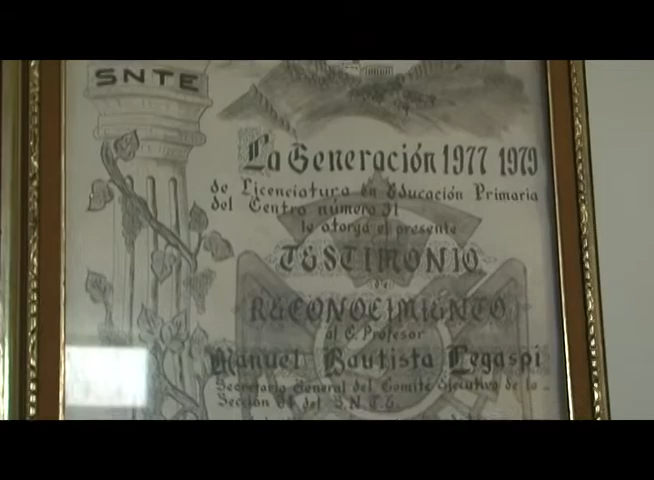 SNTE
La Generación 1977 1979
de Licenciatura en Educación Primaria
del Centro número 31
le otorga el presente
TESTIMONIO
de
RECONOCIMIENTO
al C. Profesor
Manuel Bautista Legaspi
Secretario General del Comité Ejecutivo de la
Sección del S.N.T.E.